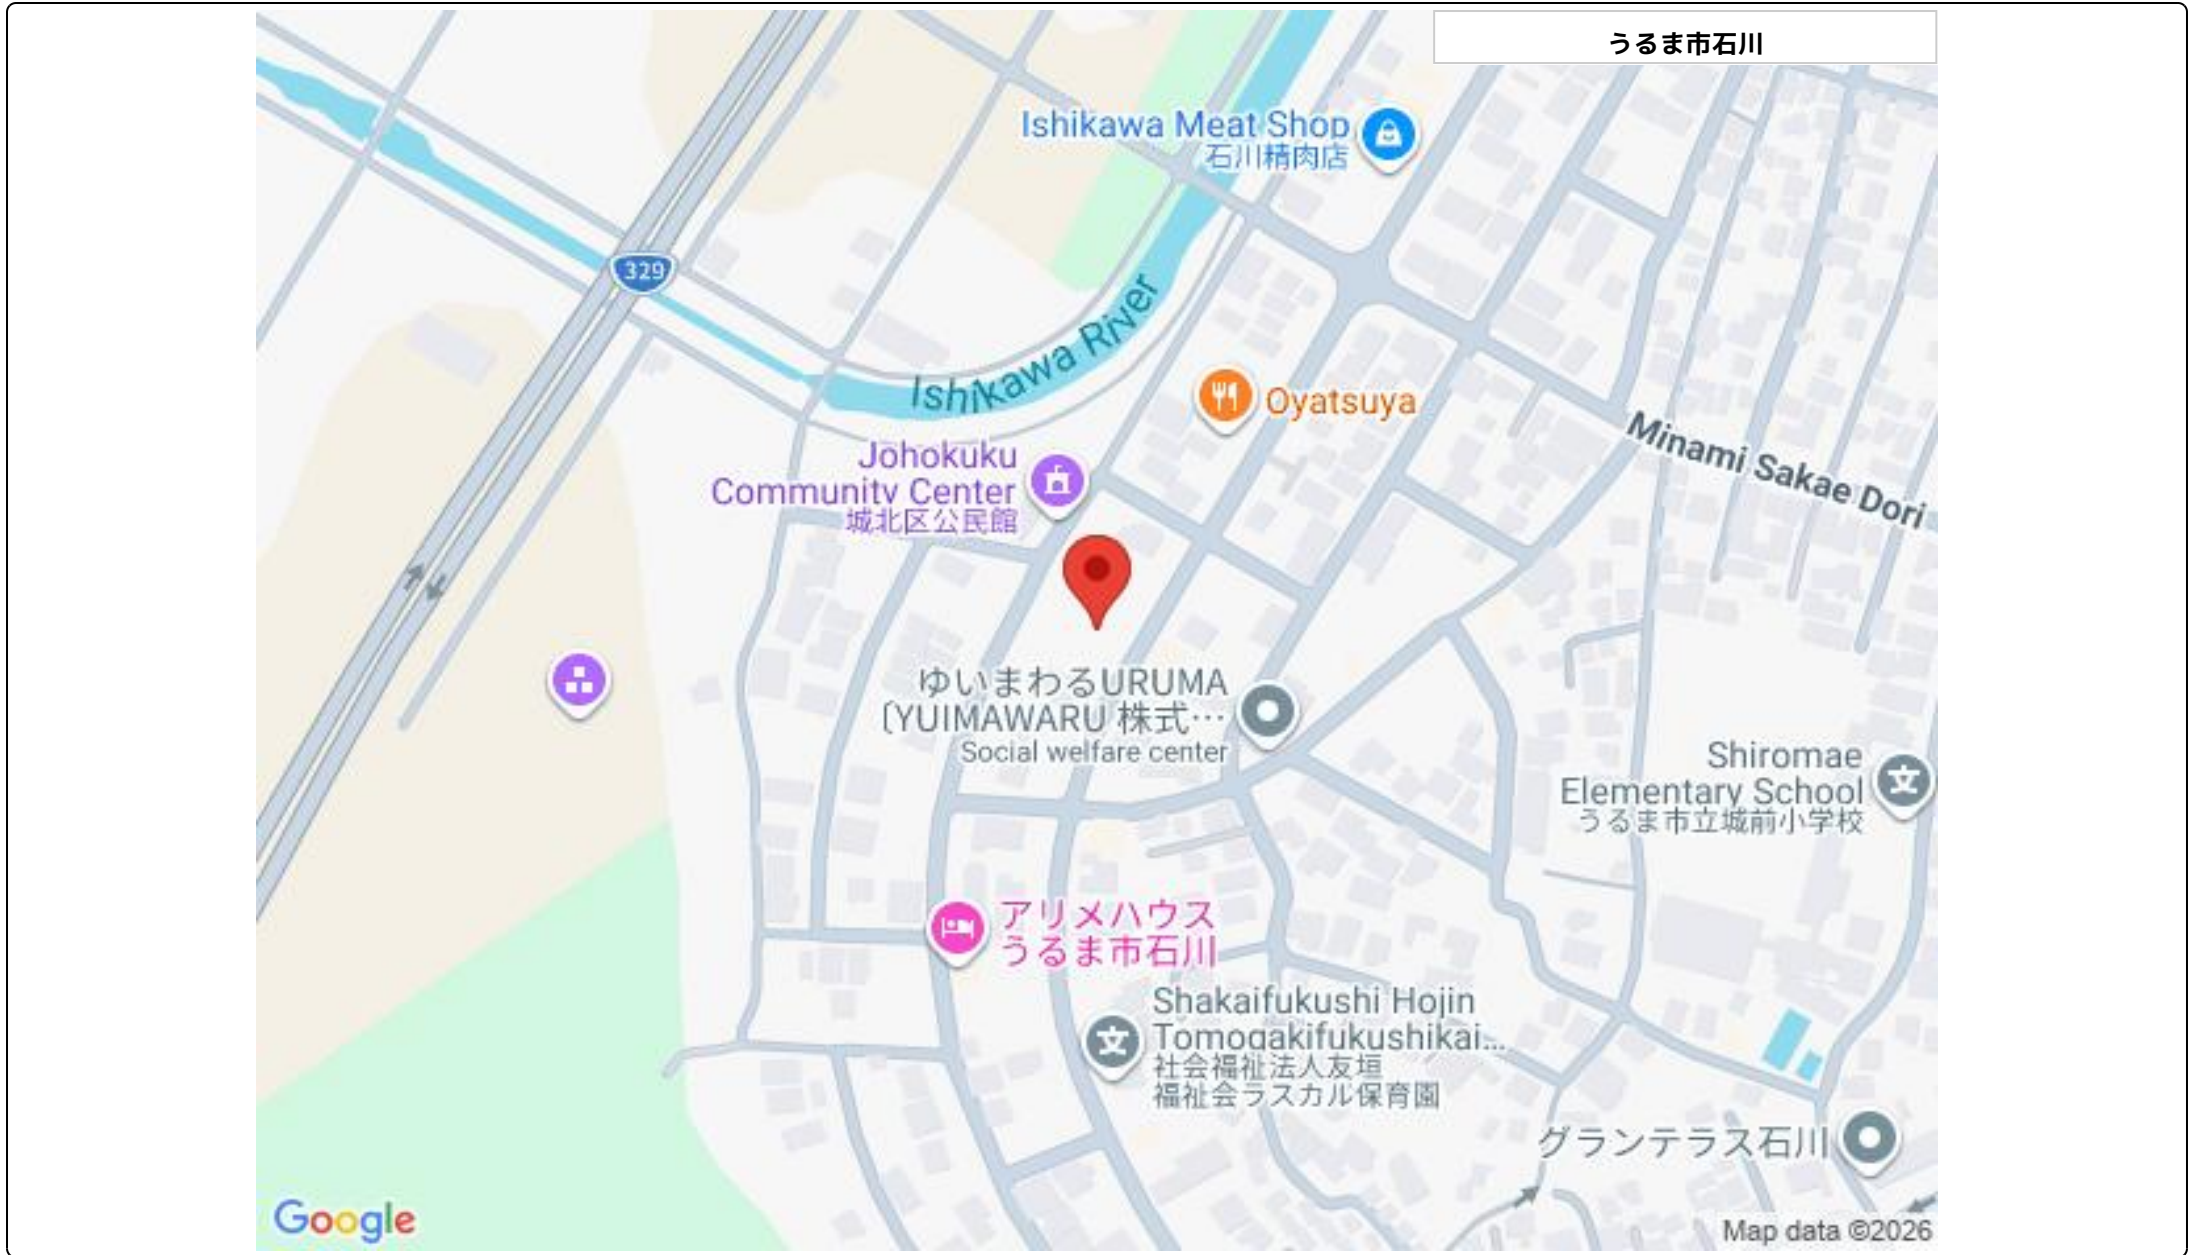 うるま市石川
Ishikawa Meat Shop
石川精肉店
329
Ishikawa River
Oyatsuya
Minami Sakae Dori
Johokuku
Community Center
城北区公民館
ゆいまわるURUMA
〔YUIMAWARU 株式…
Social welfare center
Shiromae
Elementary School
うるま市立城前小学校
文
アリメハウス
うるま市石川
Shakaifukushi Hojin
Tomogakifukushikai...
社会福祉法人友垣
福祉会ラスカル保育園
文
グランテラス石川
Google
Map data ©2026